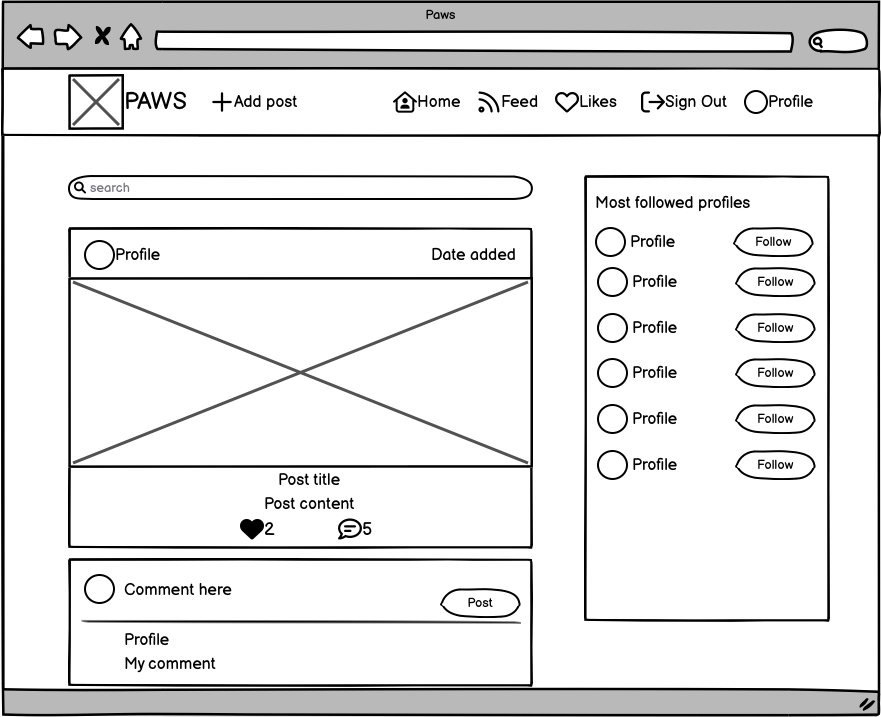 Paws
PAWS Add post Home Feed Likes Sign Out Profile
search
Profile Date added
Post title
Post content
2 5
Comment here
Post
Profile
My comment
Most followed profiles
Profile Follow
Profile Follow
Profile Follow
Profile Follow
Profile Follow
Profile Follow